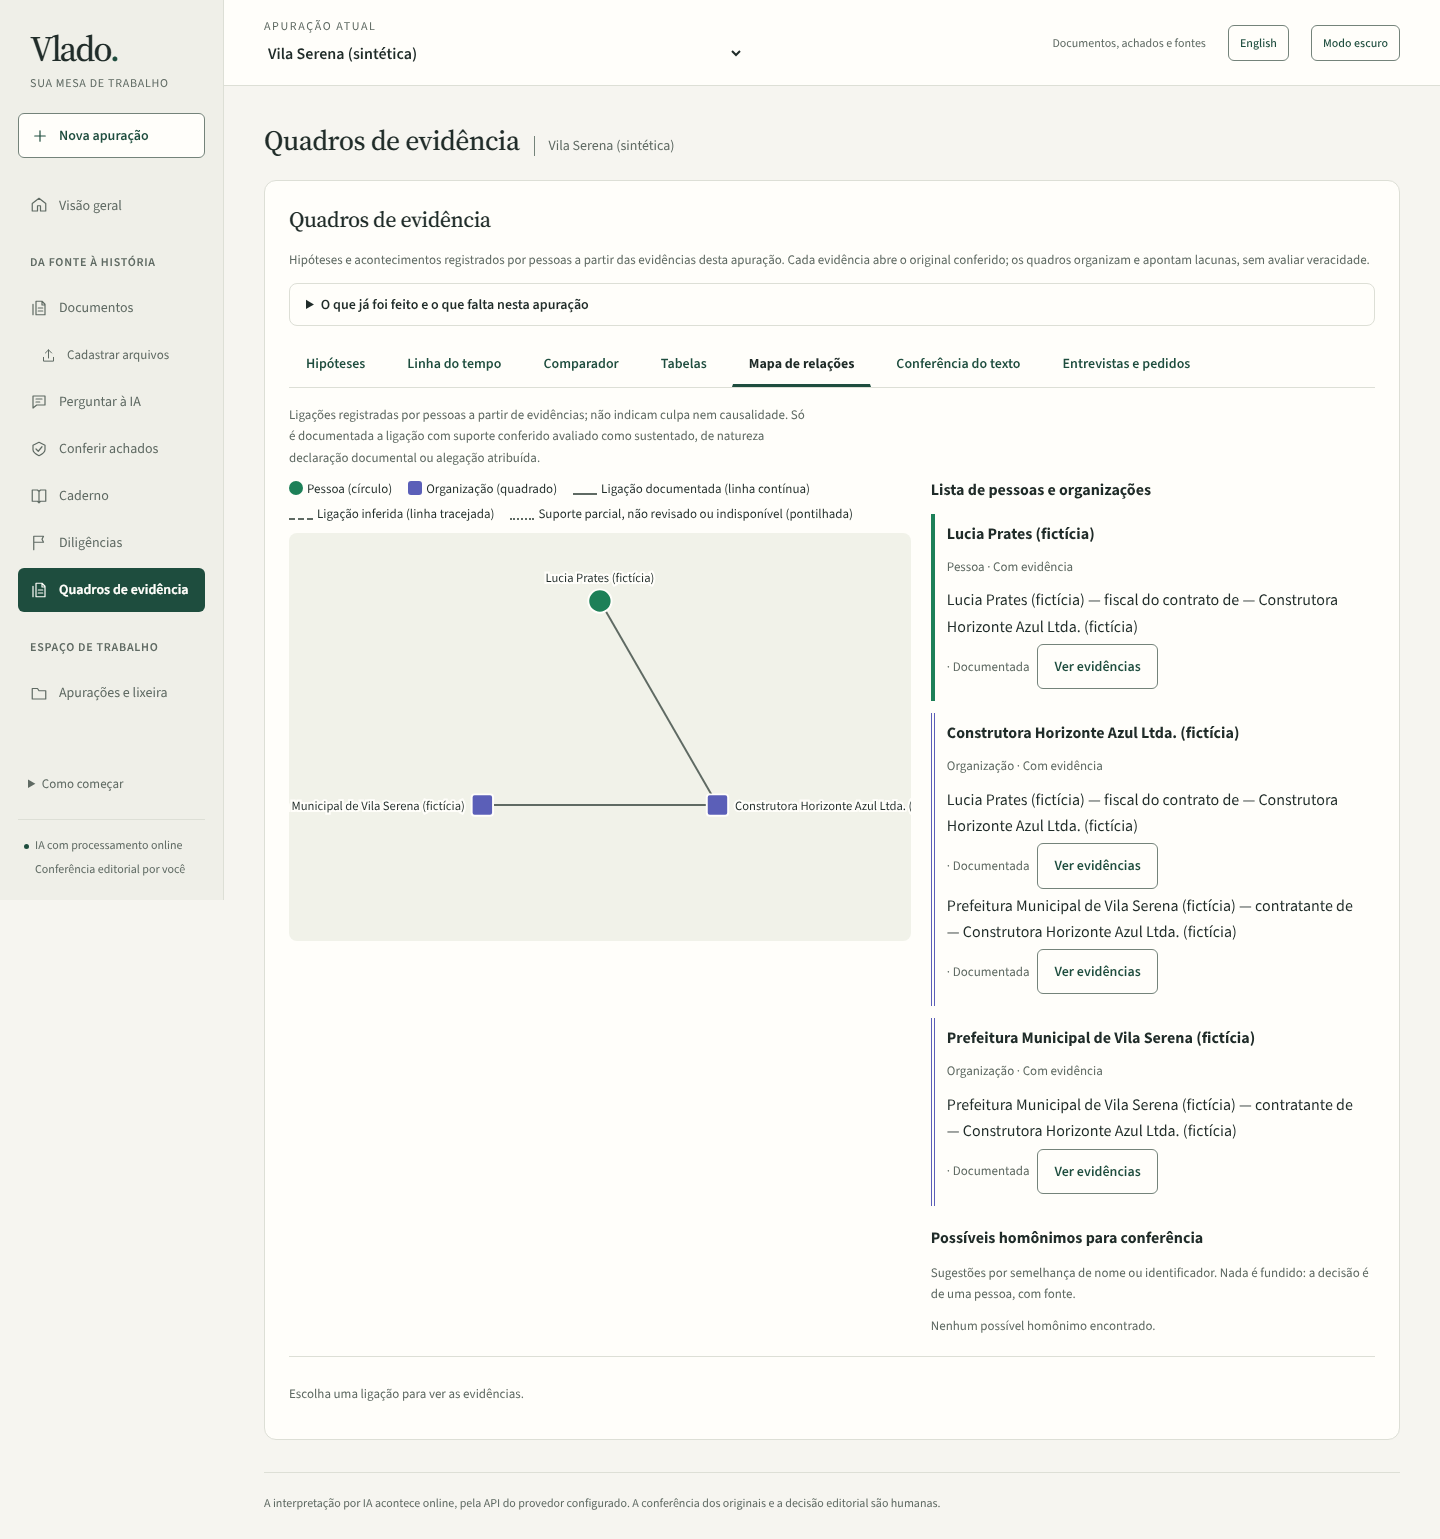 Vlado.
SUA MESA DE TRABALHO
Nova apuração
Visão geral
DA FONTE À HISTÓRIA
Documentos
Cadastrar arquivos
Perguntar à IA
Conferir achados
Caderno
Diligências
Quadros de evidência
ESPAÇO DE TRABALHO
Apurações e lixeira
Como começar
IA com processamento online
Conferência editorial por você
APURAÇÃO ATUAL
Vila Serena (sintética)
Documentos, achados e fontes
English
Modo escuro
Quadros de evidência
Vila Serena (sintética)
Quadros de evidência
Hipóteses e acontecimentos registrados por pessoas a partir das evidências desta apuração. Cada evidência abre o original conferido; os quadros organizam e apontam lacunas, sem avaliar veracidade.
O que já foi feito e o que falta nesta apuração
Hipóteses
Linha do tempo
Comparador
Tabelas
Mapa de relações
Conferência do texto
Entrevistas e pedidos
Ligações registradas por pessoas a partir de evidências; não indicam culpa nem causalidade. Só
é documentada a ligação com suporte conferido avaliado como sustentado, de natureza
declaração documental ou alegação atribuída.
Pessoa (círculo)
Organização (quadrado)
Ligação documentada (linha contínua)
Ligação inferida (linha tracejada)
Suporte parcial, não revisado ou indisponível (pontilhada)
Lucia Prates (fictícia)
Municipal de Vila Serena (fictícia)
Construtora Horizonte Azul Ltda. (
Lista de pessoas e organizações
Lucia Prates (fictícia)
Pessoa · Com evidência
Lucia Prates (fictícia) — fiscal do contrato de — Construtora
Horizonte Azul Ltda. (fictícia)
· Documentada
Ver evidências
Construtora Horizonte Azul Ltda. (fictícia)
Organização · Com evidência
Lucia Prates (fictícia) — fiscal do contrato de — Construtora
Horizonte Azul Ltda. (fictícia)
· Documentada
Ver evidências
Prefeitura Municipal de Vila Serena (fictícia) — contratante de
— Construtora Horizonte Azul Ltda. (fictícia)
· Documentada
Ver evidências
Prefeitura Municipal de Vila Serena (fictícia)
Organização · Com evidência
Prefeitura Municipal de Vila Serena (fictícia) — contratante de
— Construtora Horizonte Azul Ltda. (fictícia)
· Documentada
Ver evidências
Possíveis homônimos para conferência
Sugestões por semelhança de nome ou identificador. Nada é fundido: a decisão é
de uma pessoa, com fonte.
Nenhum possível homônimo encontrado.
Escolha uma ligação para ver as evidências.
A interpretação por IA acontece online, pela API do provedor configurado. A conferência dos originais e a decisão editorial são humanas.